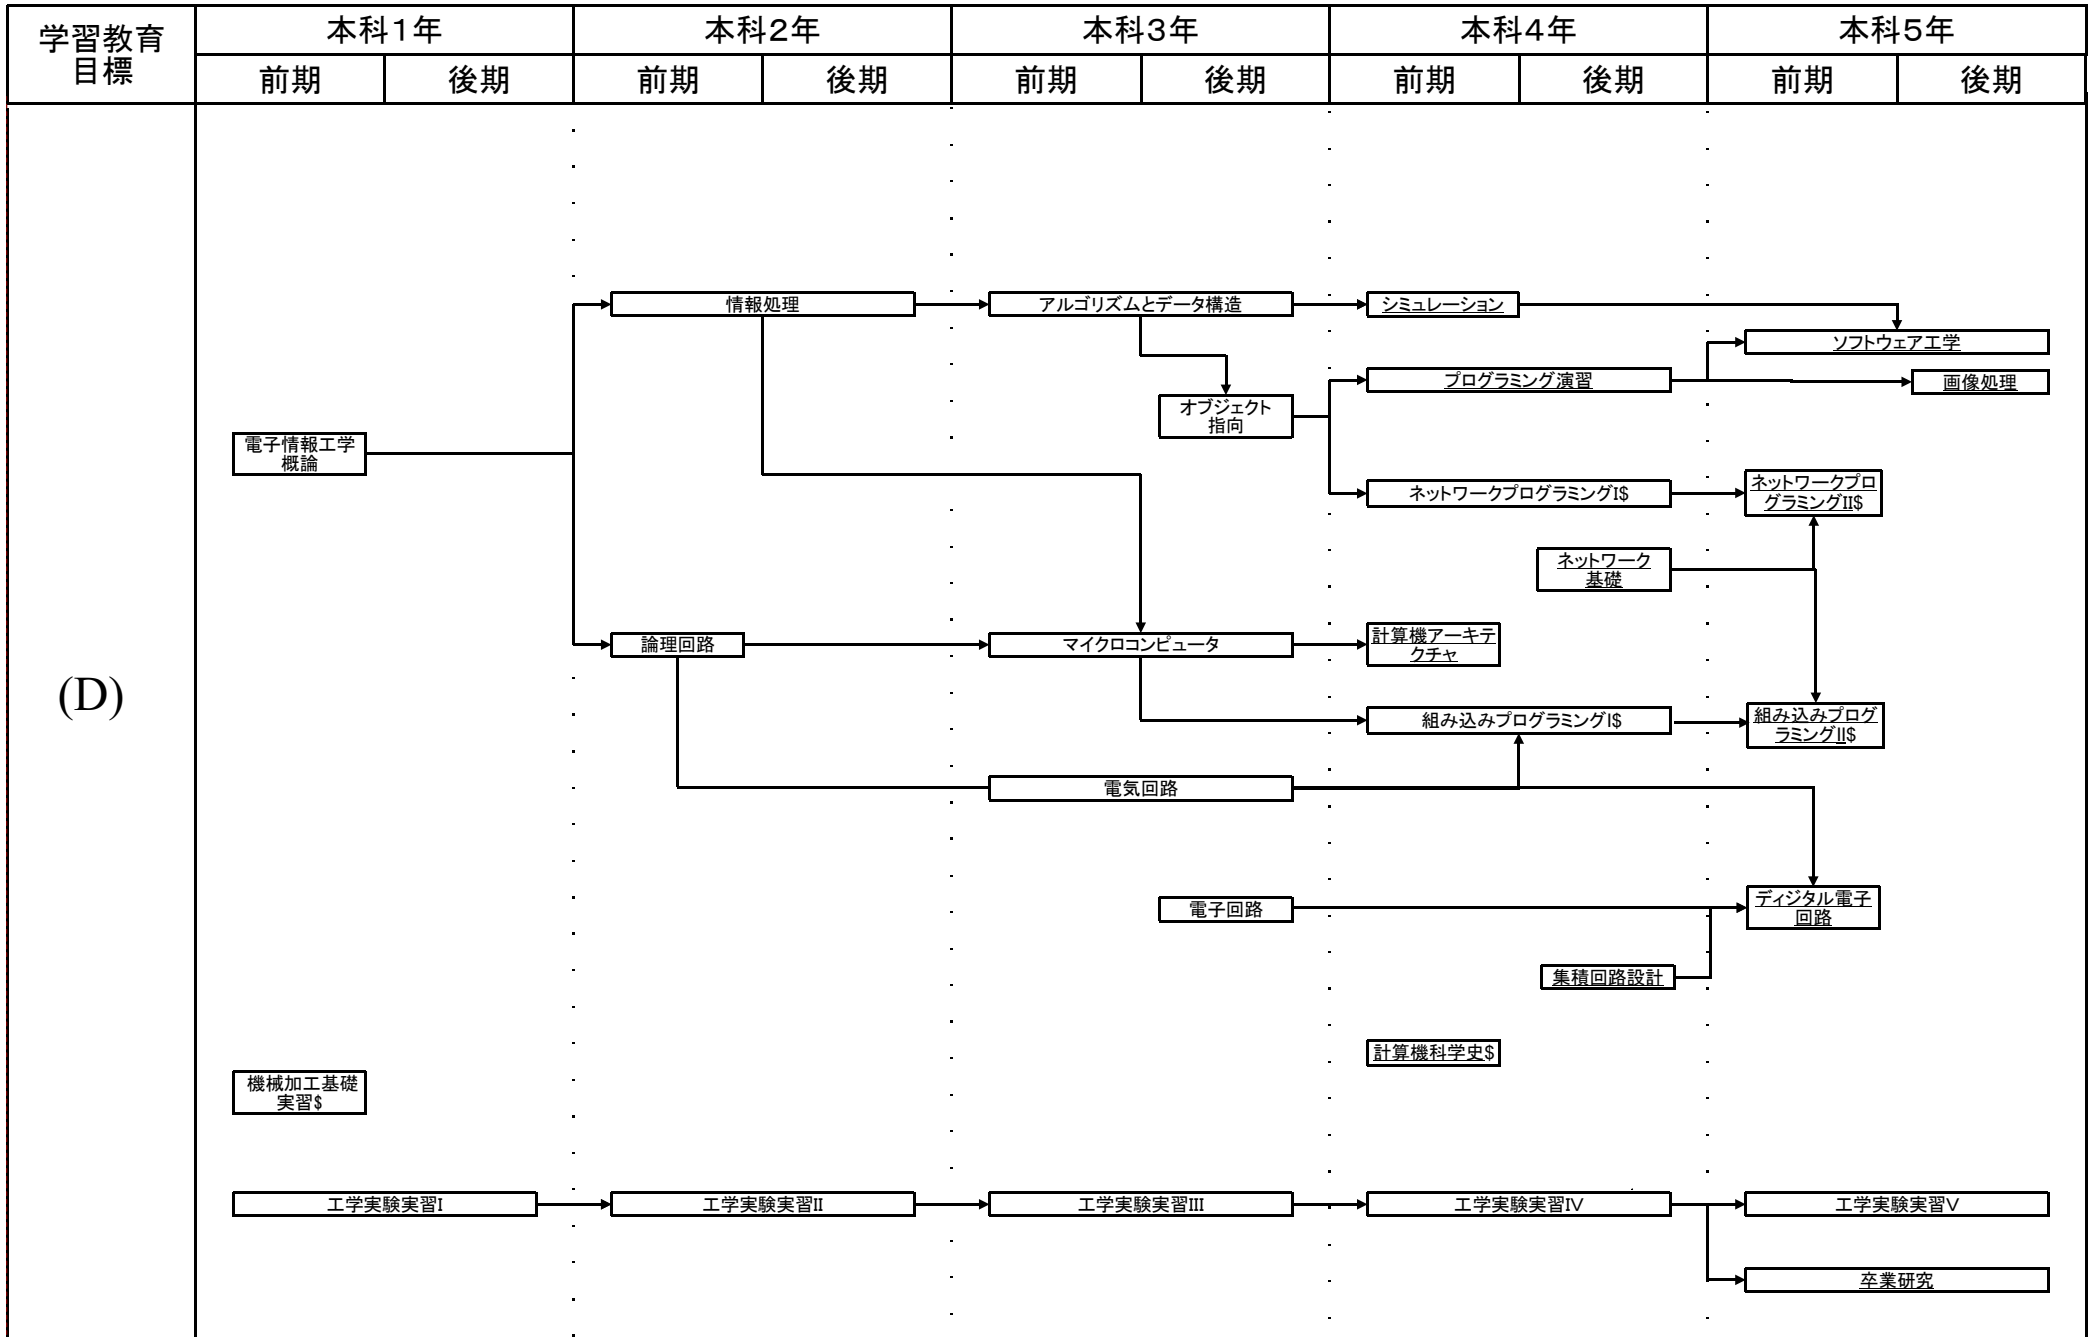 学習教育
目標
本科１年
本科２年
本科３年
本科４年
本科５年
前期
後期
前期
後期
前期
後期
前期
後期
前期
後期
(D)
情報処理
アルゴリズムとデータ構造
シミュレーション
ソフトウェア工学
プログラミング演習
画像処理
オブジェクト
指向
電子情報工学
概論
ネットワークプログラミングI$
ネットワークプロ
グラミングII$
ネットワーク
基礎
論理回路
マイクロコンピュータ
計算機アーキテ
クチャ
組み込みプログラミングI$
組み込みプログ
ラミングII$
電気回路
電子回路
ディジタル電子
回路
集積回路設計
計算機科学史$
機械加工基礎
実習$
工学実験実習I
工学実験実習II
工学実験実習III
工学実験実習IV
工学実験実習V
卒業研究